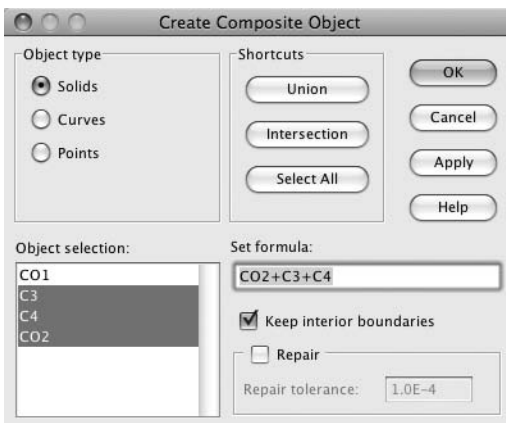 Create Composite Object
Object type
Solids
Curves
Points
Shortcuts
Union
Intersection
Select All
OK
Cancel
Apply
Help
Object selection:
CO1
C3
C4
CO2
Set formula:
CO2+C3+C4
Keep interior boundaries
Repair
Repair tolerance: 1.0E-4